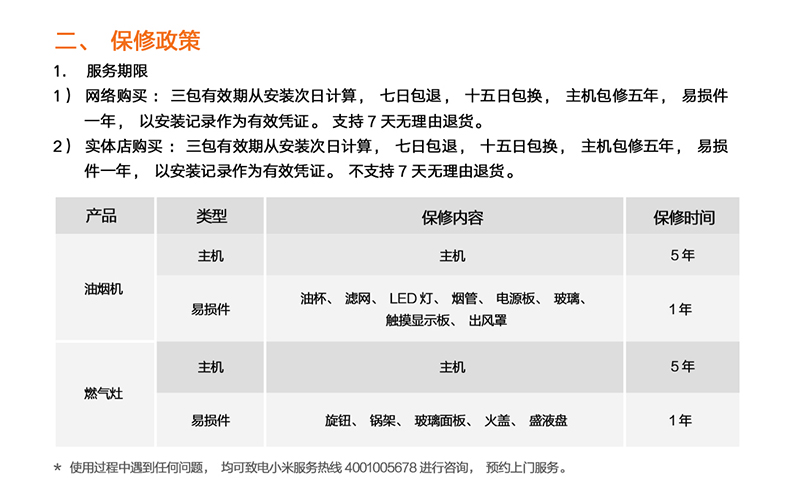 二、 保修政策
1. 服务期限
1） 网络购买： 三包有效期从安装次日计算， 七日包退， 十五日包换， 主机包修五年， 易损件
一年， 以安装记录作为有效凭证。 支持 7 天无理由退货。
2） 实体店购买： 三包有效期从安装次日计算， 七日包退， 十五日包换， 主机包修五年， 易损
件一年， 以安装记录作为有效凭证。 不支持 7 天无理由退货。
产品 类型 保修内容 保修时间
油烟机
主机 主机 5 年
易损件 油杯、 滤网、 LED 灯、 烟管、 电源板、 玻璃、
触摸显示板、 出风罩
1 年
燃气灶
主机 主机 5 年
易损件 旋钮、 锅架、 玻璃面板、 火盖、 盛液盘 1 年
* 使用过程中遇到任何问题， 均可致电小米服务热线 4001005678 进行咨询， 预约上门服务。